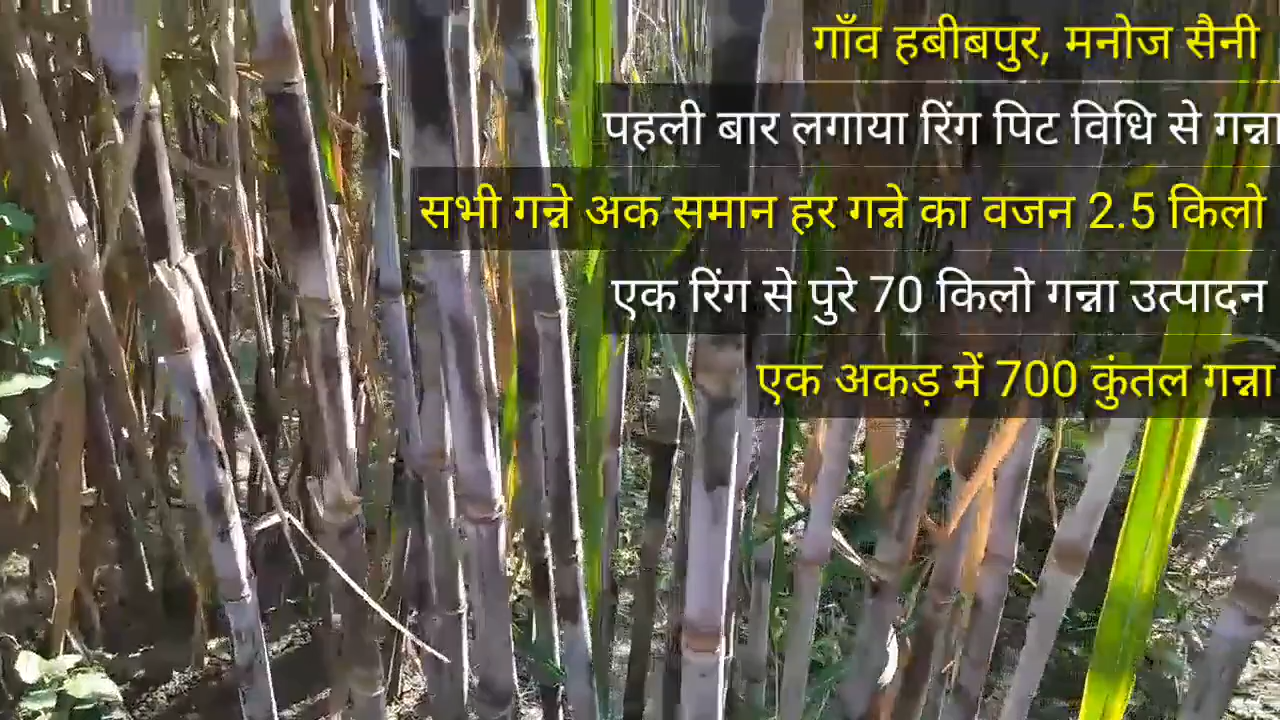 गाँव हबीबपुर, मनोज सैनी
पहली बार लगाया रिंग पिट विधि से गन्ना
सभी गन्ने अक समान हर गन्ने का वजन 2.5 किलो
एक रिंग से पुरे 70 किलो गन्ना उत्पादन
एक अकड़ में 700 कुंतल गन्ना